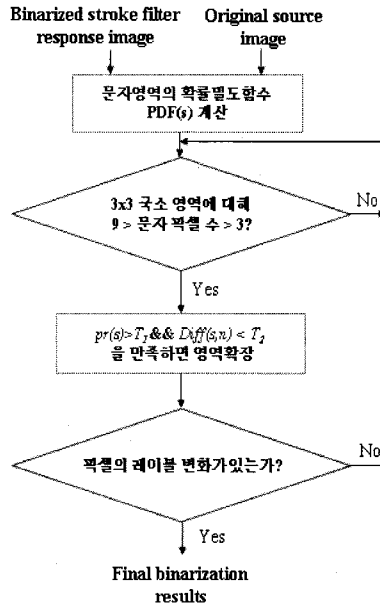 Binarized stroke filter
response image
Original source
image
문자영역의 확률밀도함수
PDF(s) 계산
3x3 국소 영역에 대해
9 > 문자 픽셀 수 > 3?
No
Yes
pr(s)>T₁&& Diff(s,n) < T₂
을 만족하면 영역확장
픽셀의 레이블 변화가있는가?
No
Yes
Final binarization
results